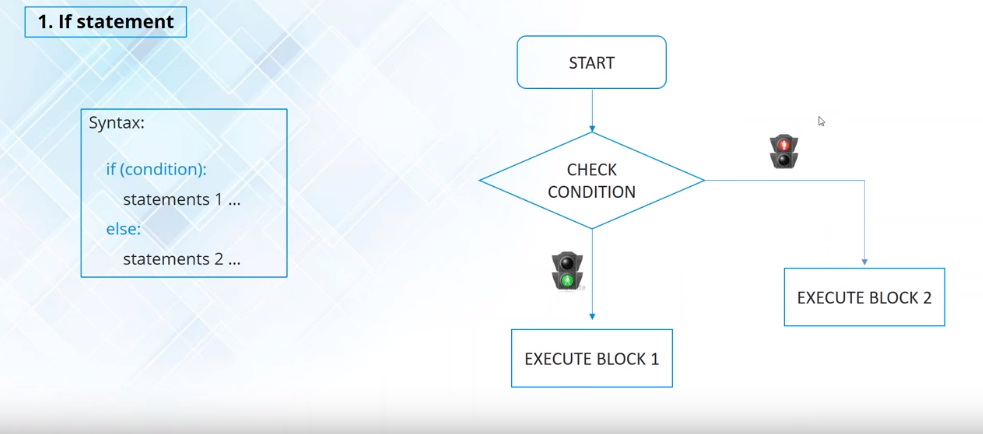 1. If statement
Syntax:
if (condition):
statements 1 ...
else:
statements 2 ...
START
CHECK
CONDITION
EXECUTE BLOCK 2
EXECUTE BLOCK 1